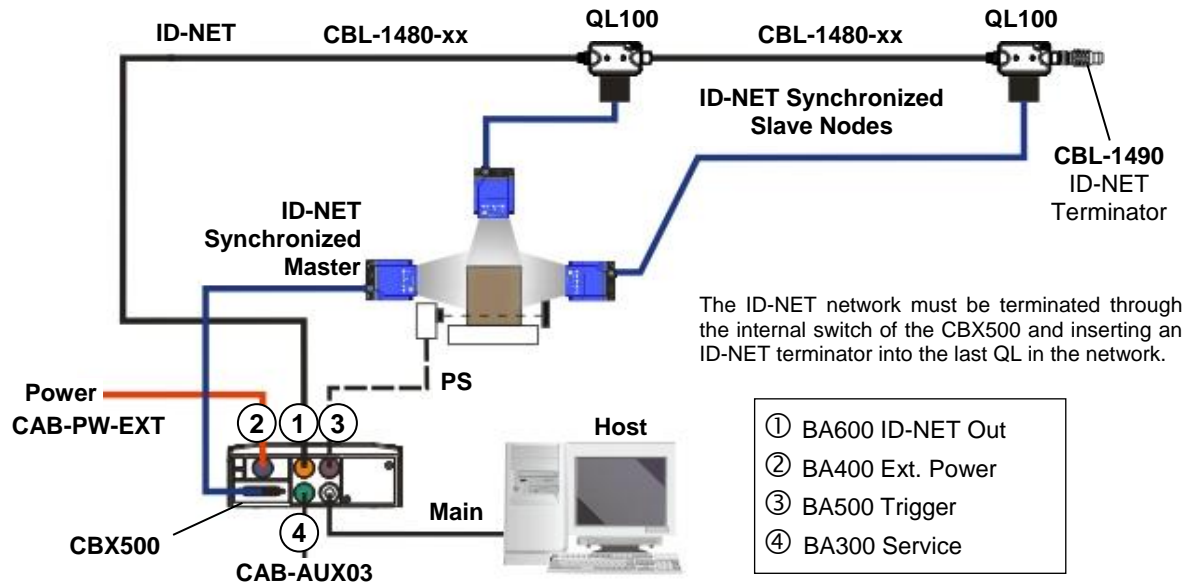 QL100
QL100
ID-NET
CBL-1480-xx
CBL-1480-xx
ID-NET Synchronized
Slave Nodes
CBL-1490
ID-NET
Terminator
ID-NET
Synchronized
Master
The ID-NET network must be terminated through
the internal switch of the CBX500 and inserting an
ID-NET terminator into the last QL in the network.
PS
Power
CAB-PW-EXT
2
1
3
Host
① BA600 ID-NET Out
② BA400 Ext. Power
③ BA500 Trigger
④ BA300 Service
Main
4
CBX500
CAB-AUX03